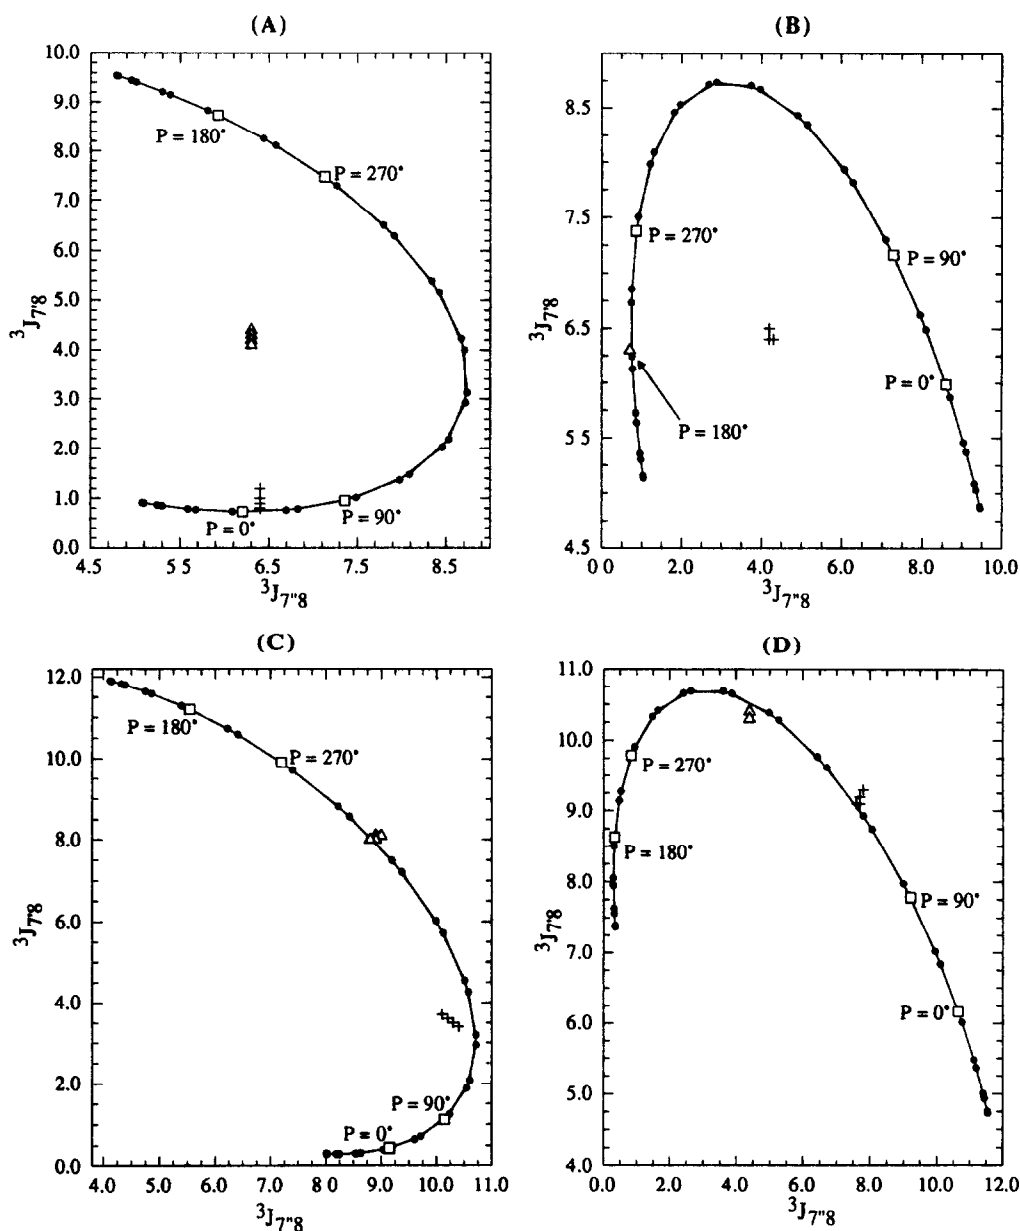 (A)
10.0
9.0
8.0
7.0
6.0
5.0
4.0
3.0
2.0
1.0
0.0
³J7'8
P = 180°
P = 270°
P = 0°
P = 90°
4.5 5.5 6.5 7.5 8.5
³J7"8
(B)
8.5
7.5
6.5
5.5
4.5
³J7'8
P = 270°
P = 90°
P = 0°
P = 180°
0.0 2.0 4.0 6.0 8.0 10.0
³J7"8
(C)
12.0
10.0
8.0
6.0
4.0
2.0
0.0
³J7'8
P = 180°
P = 270°
P = 90°
P = 0°
4.0 5.0 6.0 7.0 8 0 9.0 10.0 11.0
³J7"8
(D)
11.0
10.0
9.0
8.0
7.0
6.0
5.0
4.0
³J7'8
P = 270°
P = 180°
P = 90°
P = 0°
0.0 2.0 4.0 6.0 8.0 10.0 12.0
³J7"8